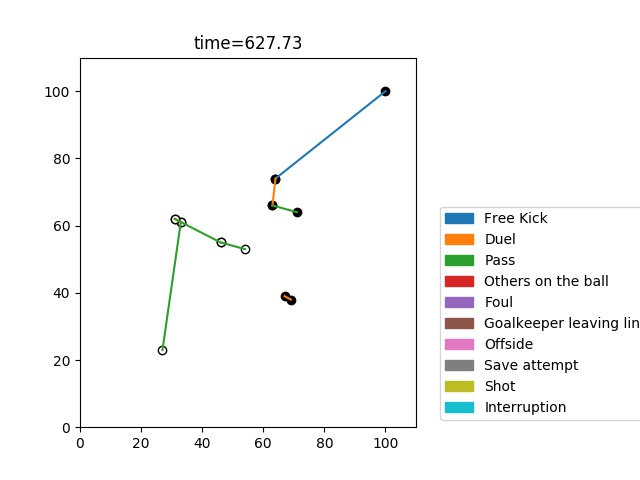 time=627.73
100
80
60
40
20
0
0 20 40 60 80 100
Free Kick
Duel
Pass
Others on the ball
Foul
Goalkeeper leaving lin
Offside
Save attempt
Shot
Interruption